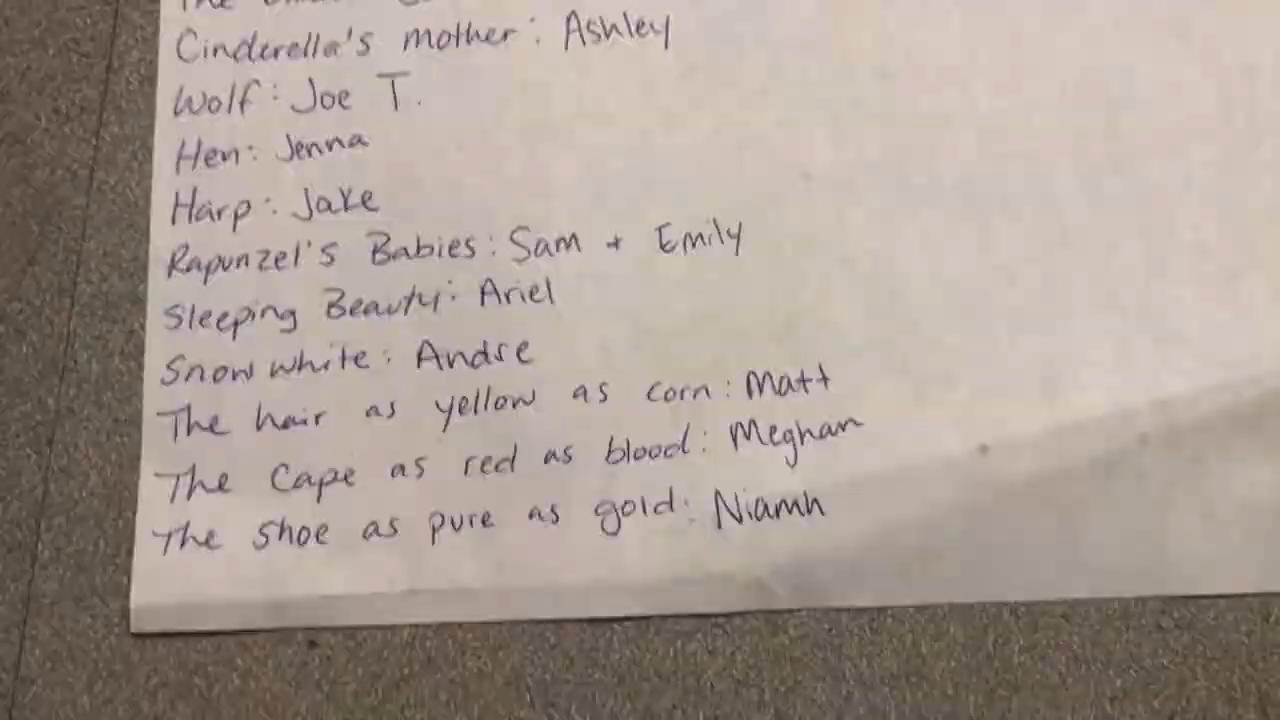 The
Cinderella's mother: Ashley
Wolf: Joe T.
Hen: Jenna
Harp: Jake
Rapunzel's Babies: Sam + Emily
Sleeping Beauty: Ariel
Snow white: Andre
The hair as yellow as corn: Matt
The Cape as red as blood: Meghan
The shoe as pure as gold: Niamh